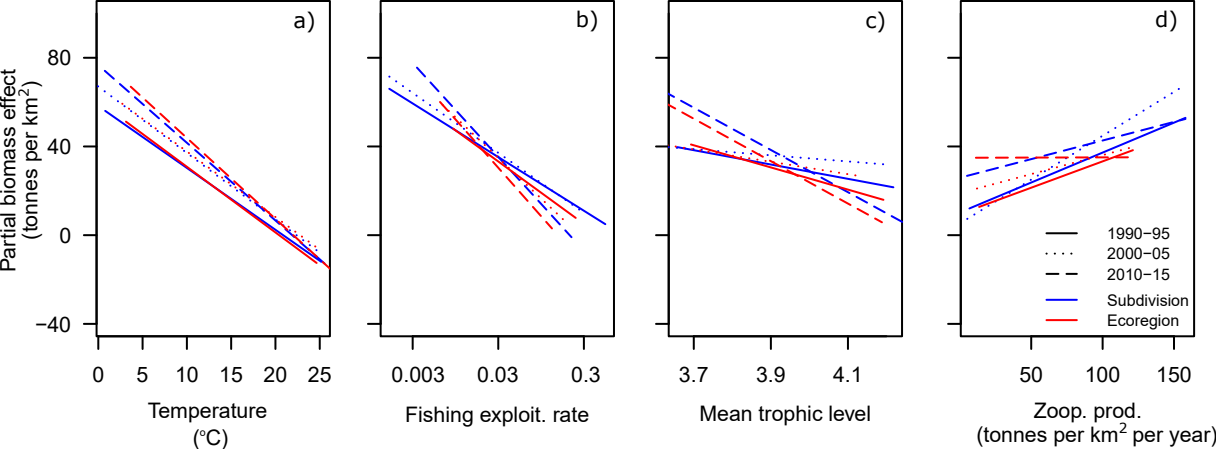 a)
b)
c)
d)
Partial biomass effect
(tonnes per km²)
80
40
0
−40
0 5 10 15 20 25
0.003 0.03 0.3
3.7 3.9 4.1
50 100 150
1990−95
2000−05
2010−15
Subdivision
Ecoregion
Temperature
(°C)
Fishing exploit. rate
Mean trophic level
Zoop. prod.
(tonnes per km² per year)